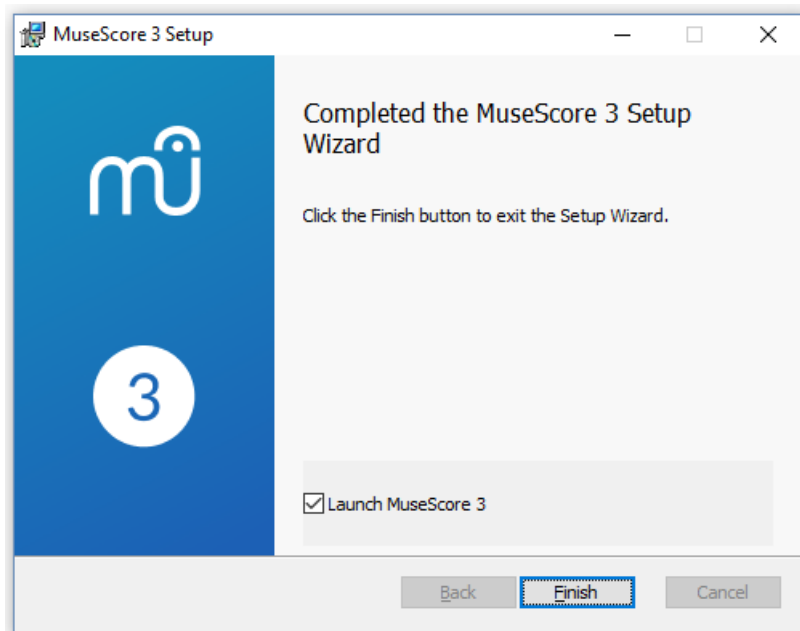 MuseScore 3 Setup
Completed the MuseScore 3 Setup
Wizard
Click the Finish button to exit the Setup Wizard.
3
Launch MuseScore 3
Back
Finish
Cancel